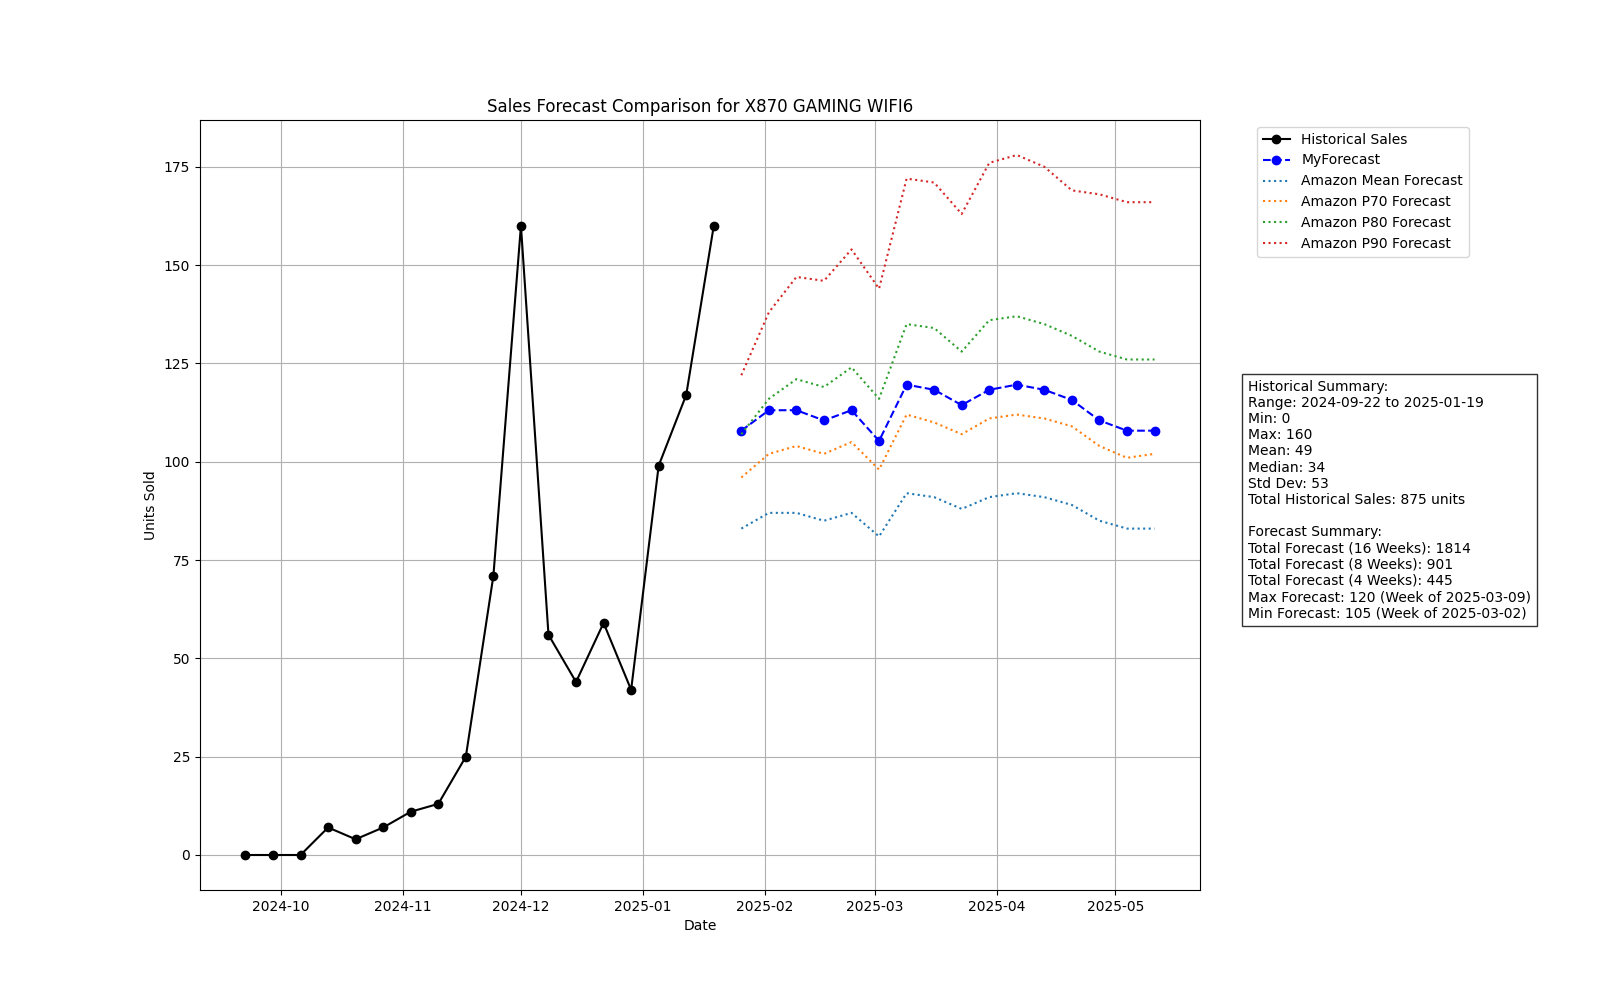 Sales Forecast Comparison for X870 GAMING WIFI6
Units Sold
175
150
125
100
75
50
25
0
2024-10
2024-11
2024-12
2025-01
2025-02
2025-03
2025-04
2025-05
Date
Historical Sales
MyForecast
Amazon Mean Forecast
Amazon P70 Forecast
Amazon P80 Forecast
Amazon P90 Forecast
Historical Summary:
Range: 2024-09-22 to 2025-01-19
Min: 0
Max: 160
Mean: 49
Median: 34
Std Dev: 53
Total Historical Sales: 875 units
Forecast Summary:
Total Forecast (16 Weeks): 1814
Total Forecast (8 Weeks): 901
Total Forecast (4 Weeks): 445
Max Forecast: 120 (Week of 2025-03-09)
Min Forecast: 105 (Week of 2025-03-02)